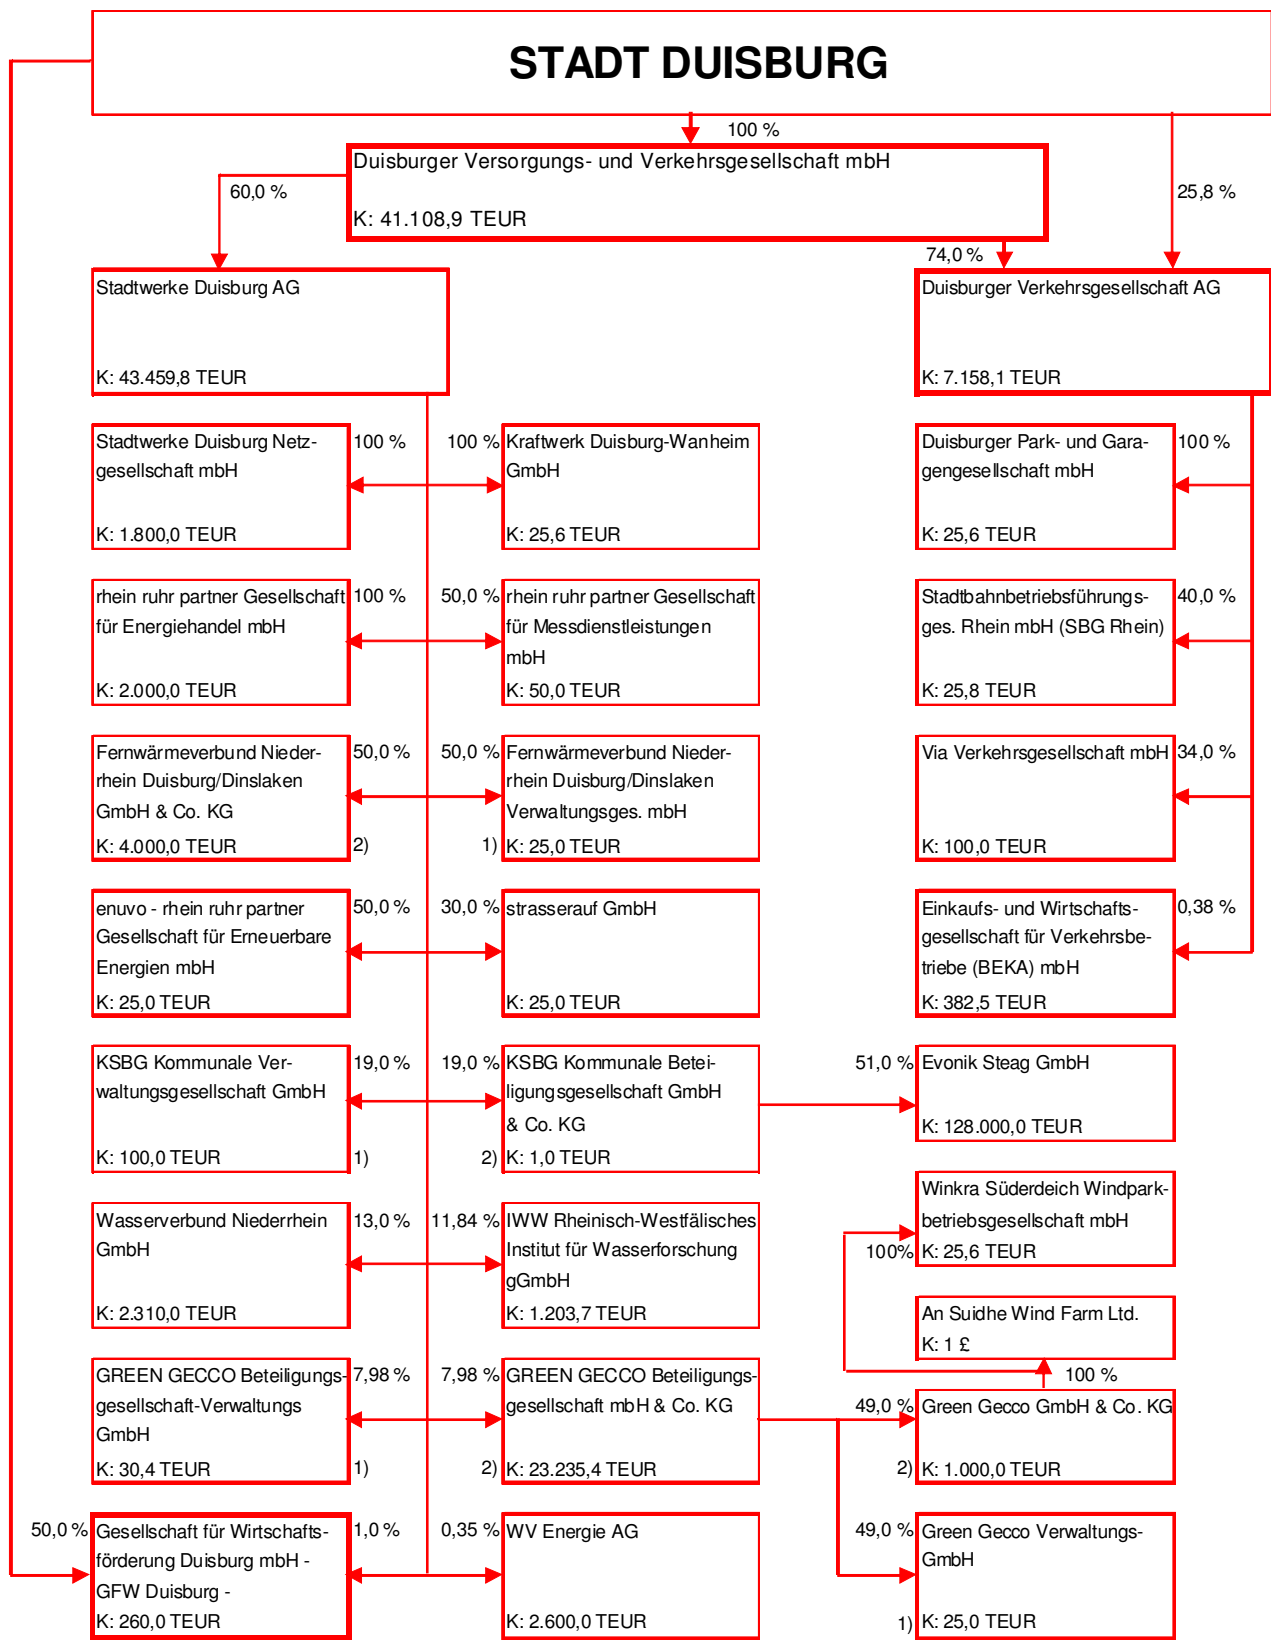 STADT DUISBURG
100 %
Duisburger Versorgungs- und Verkehrsgesellschaft mbH
K: 41.108,9 TEUR
60,0 %
25,8 %
74,0 %
Stadtwerke Duisburg AG
K: 43.459,8 TEUR
Duisburger Verkehrsgesellschaft AG
K: 7.158,1 TEUR
Stadtwerke Duisburg Netz-
gesellschaft mbH
K: 1.800,0 TEUR
100 %
100 %
Kraftwerk Duisburg-Wanheim
GmbH
K: 25,6 TEUR
Duisburger Park- und Gara-
gengesellschaft mbH
K: 25,6 TEUR
100 %
rhein ruhr partner Gesellschaft
für Energiehandel mbH
K: 2.000,0 TEUR
100 %
50,0 %
rhein ruhr partner Gesellschaft
für Messdienstleistungen
mbH
K: 50,0 TEUR
Stadtbahnbetriebsführungs-
ges. Rhein mbH (SBG Rhein)
K: 25,8 TEUR
40,0 %
Fernwärmeverbund Nieder-
rhein Duisburg/Dinslaken
GmbH & Co. KG
K: 4.000,0 TEUR
50,0 %
2)
50,0 %
1)
Fernwärmeverbund Nieder-
rhein Duisburg/Dinslaken
Verwaltungsges. mbH
K: 25,0 TEUR
Via Verkehrsgesellschaft mbH
K: 100,0 TEUR
34,0 %
enuvo - rhein ruhr partner
Gesellschaft für Erneuerbare
Energien mbH
K: 25,0 TEUR
50,0 %
30,0 %
strasserauf GmbH
K: 25,0 TEUR
Einkaufs- und Wirtschafts-
gesellschaft für Verkehrsbe-
triebe (BEKA) mbH
K: 382,5 TEUR
0,38 %
KSBG Kommunale Ver-
waltungsgesellschaft GmbH
K: 100,0 TEUR
19,0 %
1)
19,0 %
2)
KSBG Kommunale Betei-
ligungsgesellschaft GmbH
& Co. KG
K: 1,0 TEUR
51,0 %
Evonik Steag GmbH
K: 128.000,0 TEUR
Wasserverbund Niederrhein
GmbH
K: 2.310,0 TEUR
13,0 %
11,84 %
IWW Rheinisch-Westfälisches
Institut für Wasserforschung
gGmbH
K: 1.203,7 TEUR
Winkra Süderdeich Windpark-
betriebsgesellschaft mbH
K: 25,6 TEUR
100%
An Suidhe Wind Farm Ltd.
K: 1 £
100 %
GREEN GECCO Beteiligungs-
gesellschaft-Verwaltungs
GmbH
K: 30,4 TEUR
7,98 %
1)
7,98 %
2)
GREEN GECCO Beteiligungs-
gesellschaft mbH & Co. KG
K: 23.235,4 TEUR
49,0 %
2)
Green Gecco GmbH & Co. KG
K: 1.000,0 TEUR
50,0 %
Gesellschaft für Wirtschafts-
förderung Duisburg mbH -
GFW Duisburg -
K: 260,0 TEUR
1,0 %
0,35 %
WV Energie AG
K: 2.600,0 TEUR
49,0 %
1)
Green Gecco Verwaltungs-
GmbH
K: 25,0 TEUR